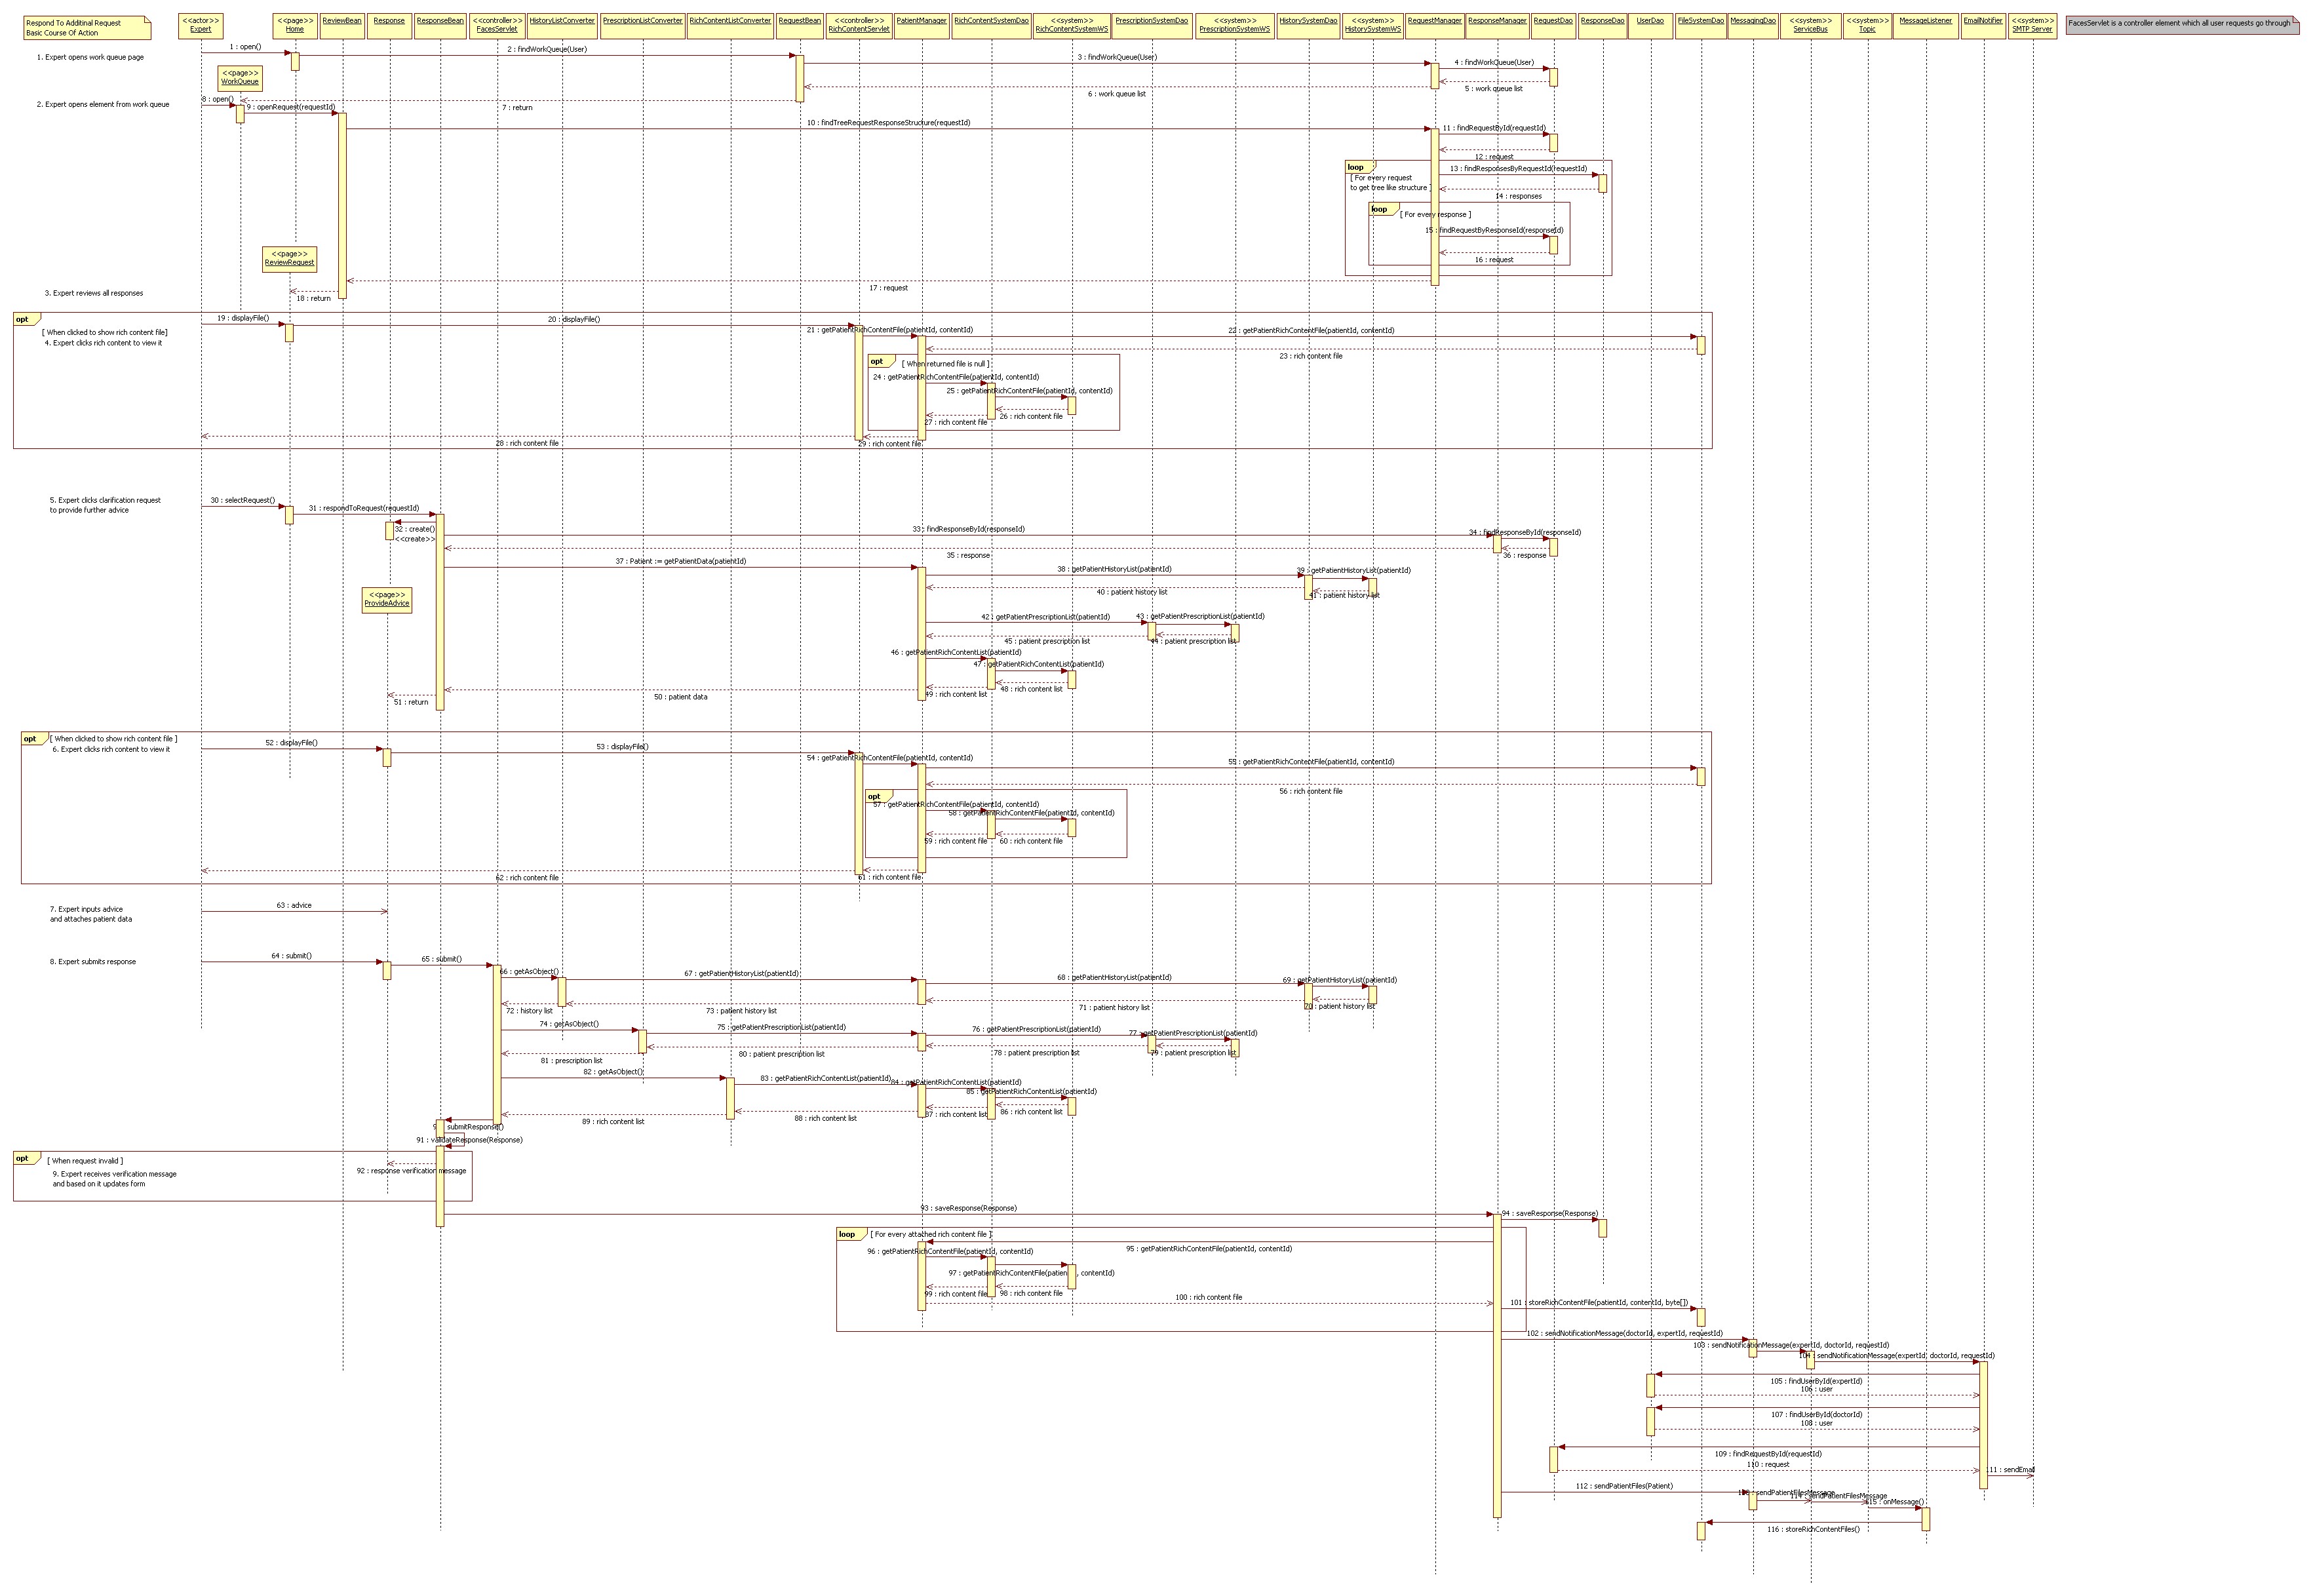 Respond To Additinal Request
Basic Course Of Action
<<actor>>
Expert
<<page>>
Home
ReviewBean
Response
ResponseBean
<<controller>>
FacesServlet
HistoryListConverter
PrescriptionListConverter
RichContentListConverter
RequestBean
<<controller>>
RichContentServlet
PatientManager
RichContentSystemDao
<<system>>
RichContentSystemWS
PrescriptionSystemDao
<<system>>
PrescriptionSystemWS
HistorySystemDao
<<system>>
HistorySystemWS
RequestManager
ResponseManager
RequestDao
ResponseDao
UserDao
FileSystemDao
MessagingDao
<<system>>
ServiceBus
<<system>>
Topic
MessageListener
EmailNotifier
<<system>>
SMTP Server
FacesServlet is a controller element which all user requests go through
1. Expert opens work queue page
1 : open()
2 : findWorkQueue(User)
3 : findWorkQueue(User)
4 : findWorkQueue(User)
<<page>>
WorkQueue
5 : work queue list
6 : work queue list
7 : return
2. Expert opens element from work queue
8 : open()
9 : openRequest(requestId)
10 : findTreeRequestResponseStructure(requestId)
11 : findRequestById(requestId)
12 : request
loop
[ For every request
to get tree like structure ]
13 : findResponsesByRequestId(requestId)
14 : responses
loop
[ For every response ]
15 : findRequestByResponseId(responseId)
16 : request
<<page>>
ReviewRequest
17 : request
3. Expert reviews all responses
18 : return
opt
[ When clicked to show rich content file]
4. Expert clicks rich content to view it
19 : displayFile()
20 : displayFile()
21 : getPatientRichContentFile(patientId, contentId)
22 : getPatientRichContentFile(patientId, contentId)
23 : rich content file
opt
[ When returned file is null ]
24 : getPatientRichContentFile(patientId, contentId)
25 : getPatientRichContentFile(patientId, contentId)
26 : rich content file
27 : rich content file
28 : rich content file
29 : rich content file
5. Expert clicks clarification request
to provide further advice
30 : selectRequest()
31 : respondToRequest(requestId)
32 : create()
<<create>>
33 : findResponseById(responseId)
34 : findResponseById(responseId)
35 : response
36 : response
37 : Patient := getPatientData(patientId)
38 : getPatientHistoryList(patientId)
39 : getPatientHistoryList(patientId)
40 : patient history list
41 : patient history list
<<page>>
ProvideAdvice
42 : getPatientPrescriptionList(patientId)
43 : getPatientPrescriptionList(patientId)
45 : patient prescription list
44 : patient prescription list
46 : getPatientRichContentList(patientId)
47 : getPatientRichContentList(patientId)
48 : rich content list
49 : rich content list
50 : patient data
51 : return
opt
[ When clicked to show rich content file ]
6. Expert clicks rich content to view it
52 : displayFile()
53 : displayFile()
54 : getPatientRichContentFile(patientId, contentId)
55 : getPatientRichContentFile(patientId, contentId)
56 : rich content file
opt
57 : getPatientRichContentFile(patientId, contentId)
58 : getPatientRichContentFile(patientId, contentId)
59 : rich content file
60 : rich content file
62 : rich content file
61 : rich content file
7. Expert inputs advice
and attaches patient data
63 : advice
8. Expert submits response
64 : submit()
65 : submit()
66 : getAsObject()
67 : getPatientHistoryList(patientId)
68 : getPatientHistoryList(patientId)
69 : getPatientHistoryList(patientId)
70 : patient history list
71 : patient history list
72 : history list
73 : patient history list
74 : getAsObject()
75 : getPatientPrescriptionList(patientId)
76 : getPatientPrescriptionList(patientId)
77 : getPatientPrescriptionList(patientId)
78 : patient prescription list
79 : patient prescription list
80 : patient prescription list
81 : prescription list
82 : getAsObject()
83 : getPatientRichContentList(patientId)
84 : getPatientRichContentList(patientId)
85 : getPatientRichContentList(patientId)
86 : rich content list
87 : rich content list
88 : rich content list
89 : rich content list
submitResponse()
91 : validateResponse(Response)
opt
[ When request invalid ]
9. Expert receives verification message
and based on it updates form
92 : response verification message
93 : saveResponse(Response)
94 : saveResponse(Response)
loop
[ For every attached rich content file ]
95 : getPatientRichContentFile(patientId, contentId)
96 : getPatientRichContentFile(patientId, contentId)
97 : getPatientRichContentFile(patientId, contentId)
98 : rich content file
99 : rich content file
100 : rich content file
101 : storeRichContentFile(patientId, contentId, byte[])
102 : sendNotificationMessage(doctorId, expertId, requestId)
103 : sendNotificationMessage(expertId, doctorId, requestId)
104 : sendNotificationMessage(expertId, doctorId, requestId)
105 : findUserById(expertId)
106 : user
107 : findUserById(doctorId)
108 : user
109 : findRequestById(requestId)
110 : request
111 : sendEmail
112 : sendPatientFiles(Patient)
113 : sendPatientFilesMessage
114 : sendPatientFilesMessage
115 : onMessage()
116 : storeRichContentFiles()